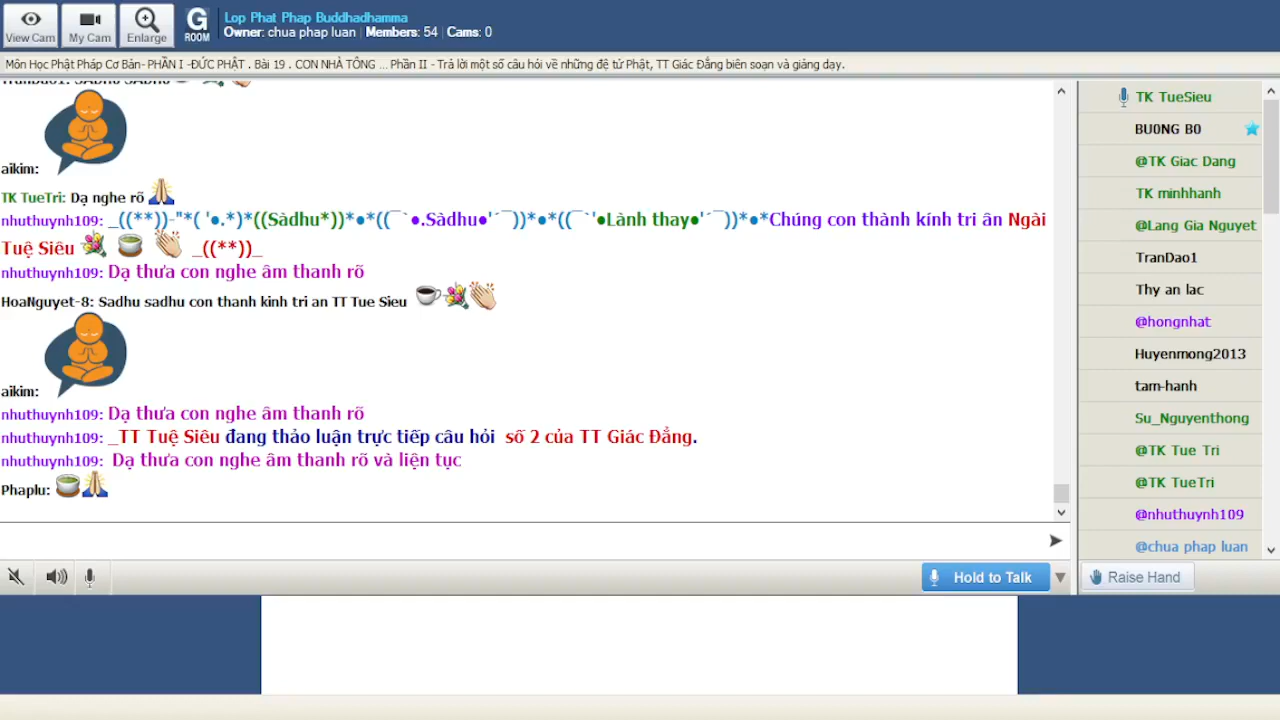 View Cam
My Cam
Enlarge
G
ROOM
Lop Phat Phap Buddhadhamma
Owner: chua phap luan Members: 54 Cams: 0
Môn Học Phật Pháp Cơ Bản- PHẦN I -ĐỨC PHẬT . Bài 19 . CON NHÀ TÔNG ... Phần II - Trả lời một số câu hỏi về những đệ tử Phật, TT Giác Đẳng biên soạn và giảng dạy.
aikim:
TK TueTri: Dạ nghe rõ
nhuthuynh109: _((**))-"*( '●.*)*((Sàdhu*))*●*((¯`●.Sàdhu●'´¯))*●*((¯`'●Lành thay●'´¯))*●*Chúng con thành kính tri ân Ngài
Tuệ Siêu _((**))_
nhuthuynh109: Dạ thưa con nghe âm thanh rõ
HoaNguyet-8: Sadhu sadhu con thanh kinh tri an TT Tue Sieu
aikim:
nhuthuynh109: Dạ thưa con nghe âm thanh rõ
nhuthuynh109: _TT Tuệ Siêu đang thảo luận trực tiếp câu hỏi số 2 của TT Giác Đẳng.
nhuthuynh109: Dạ thưa con nghe âm thanh rõ và liện tục
Phaplu:
TK TueSieu
BU0NG B0
@TK Giac Dang
TK minhhanh
@Lang Gia Nguyet
TranDao1
Thy an lac
@hongnhat
Huyenmong2013
tam-hanh
Su_Nguyenthong
@TK Tue Tri
@TK TueTri
@nhuthuynh109
@chua phap luan
Hold to Talk
Raise Hand